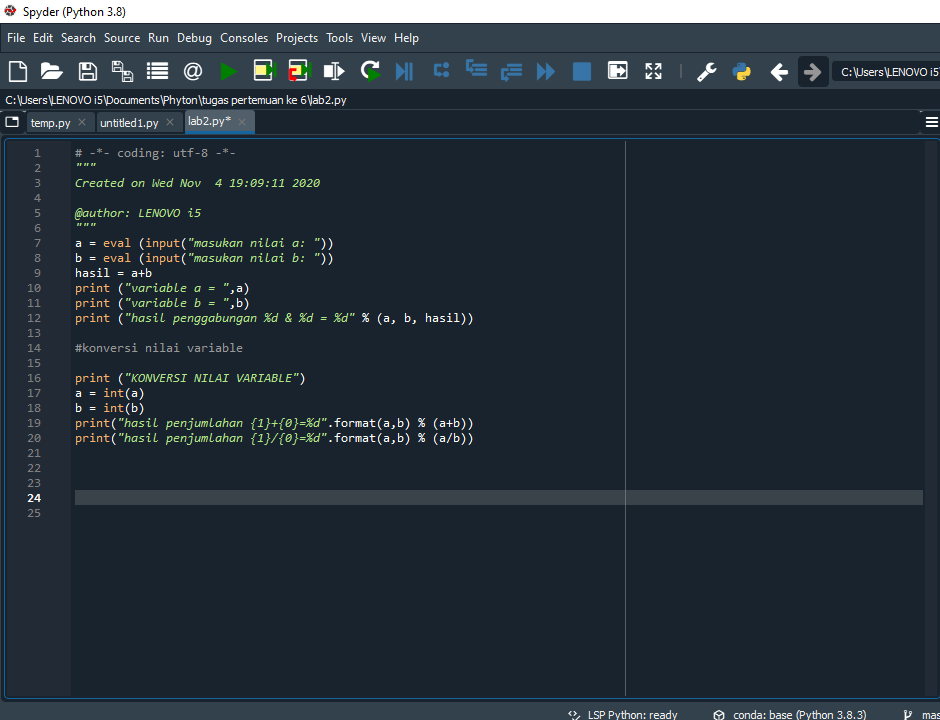 Spyder (Python 3.8)
File Edit Search Source Run Debug Consoles Projects Tools View Help
C:\Users\LENOVO i5
C:\Users\LENOVO i5\Documents\Phyton\tugas pertemuan ke 6\lab2.py
temp.py untitled1.py lab2.py*
1 # -*- coding: utf-8 -*-
2 """
3 Created on Wed Nov  4 19:09:11 2020
4
5 @author: LENOVO i5
6 """
7 a = eval (input("masukan nilai a: "))
8 b = eval (input("masukan nilai b: "))
9 hasil = a+b
10 print ("variable a = ",a)
11 print ("variable b = ",b)
12 print ("hasil penggabungan %d & %d = %d" % (a, b, hasil))
13
14 #konversi nilai variable
15
16 print ("KONVERSI NILAI VARIABLE")
17 a = int(a)
18 b = int(b)
19 print("hasil penjumlahan {1}+{0}=%d".format(a,b) % (a+b))
20 print("hasil penjumlahan {1}/{0}=%d".format(a,b) % (a/b))
21
22
23
24
25
LSP Python: ready conda: base (Python 3.8.3) mas